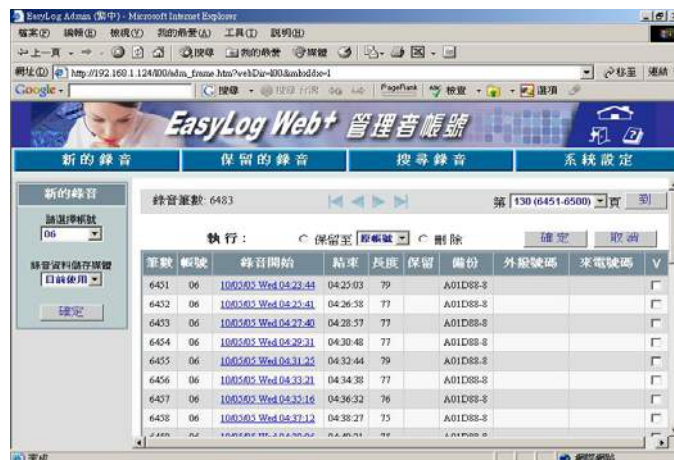 EasyLog Admin (繁中) - Microsoft Internet Explorer
檔案(F) 編輯(E) 檢視(V) 我的最愛(A) 工具(T) 說明(H)
上一頁 搜尋 我的最愛 媒體
網址(D) http://192.168.1.124/100/adm_frame.htm?vebDir=100&mboddx=1 移至 連結
Google 搜尋 PageRank 檢查 選項
EasyLog Web+ 管理者帳號
新的錄音 保留的錄音 搜尋錄音 系統設定
新的錄音
請選擇帳號
06
錄音資料儲存媒體
目前使用
確定
錄音筆數: 6483 第 130 (6451-6500) 頁 到
執行: 保留至 原帳號 刪除 確定 取消
筆數 帳號 錄音開始 結束 長度 保留 備份 外撥號碼 來電號碼 V
6451 06 10/05/05 Wed 04:23:44 04:25:03 79 A01D88-8
6452 06 10/05/05 Wed 04:25:41 04:26:58 77 A01D88-8
6453 06 10/05/05 Wed 04:27:40 04:28:57 77 A01D88-8
6454 06 10/05/05 Wed 04:29:31 04:30:48 77 A01D88-8
6455 06 10/05/05 Wed 04:31:25 04:32:44 79 A01D88-8
6456 06 10/05/05 Wed 04:33:21 04:34:38 77 A01D88-8
6457 06 10/05/05 Wed 04:35:16 04:36:32 76 A01D88-8
6458 06 10/05/05 Wed 04:37:12 04:38:27 75 A01D88-8
完成 網際網路